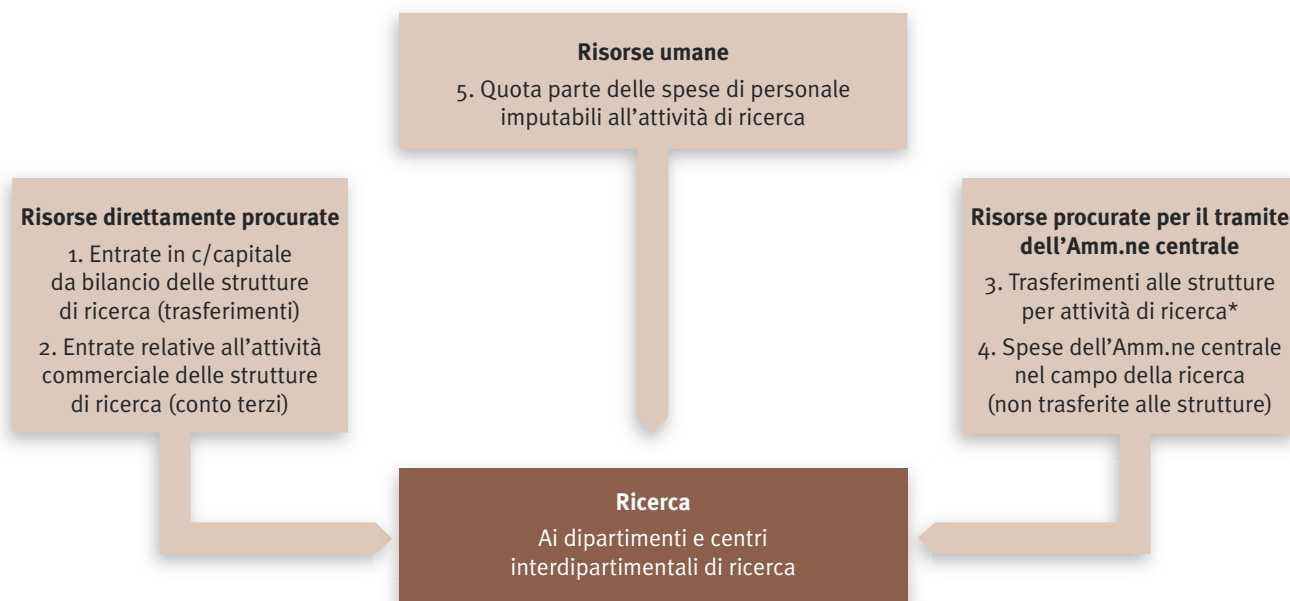 Risorse umane
5. Quota parte delle spese di personale
imputabili all'attività di ricerca
Risorse direttamente procurate
1. Entrate in c/capitale
da bilancio delle strutture
di ricerca (trasferimenti)
2. Entrate relative all'attività
commerciale delle strutture
di ricerca (conto terzi)
Risorse procurate per il tramite
dell'Amm.ne centrale
3. Trasferimenti alle strutture
per attività di ricerca*
4. Spese dell'Amm.ne centrale
nel campo della ricerca
(non trasferite alle strutture)
Ricerca
Ai dipartimenti e centri
interdipartimentali di ricerca